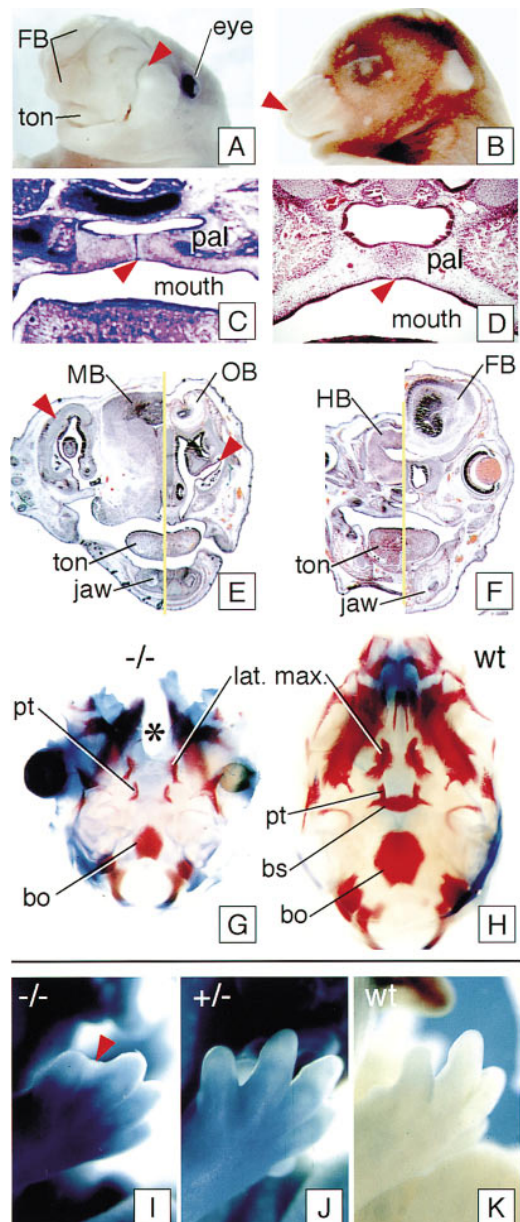 FB
eye
ton
A
B
pal
mouth
C
pal
mouth
D
MB
OB
ton
jaw
E
HB
FB
ton
jaw
F
-/-
wt
lat. max.
pt
*
bo
G
pt
bs
bo
H
-/-
I
+/-
J
wt
K